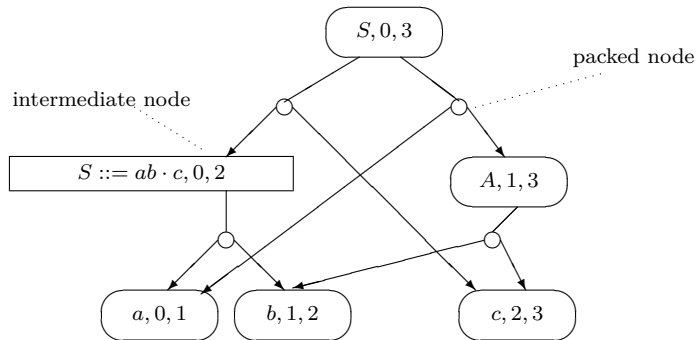 S, 0, 3
packed node
intermediate node
S ::= ab · c, 0, 2
A, 1, 3
a, 0, 1
b, 1, 2
c, 2, 3